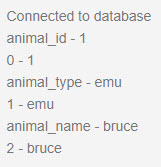 Connected to database
animal_id - 1
0 - 1
animal_type - emu
1 - emu
animal_name - bruce
2 - bruce